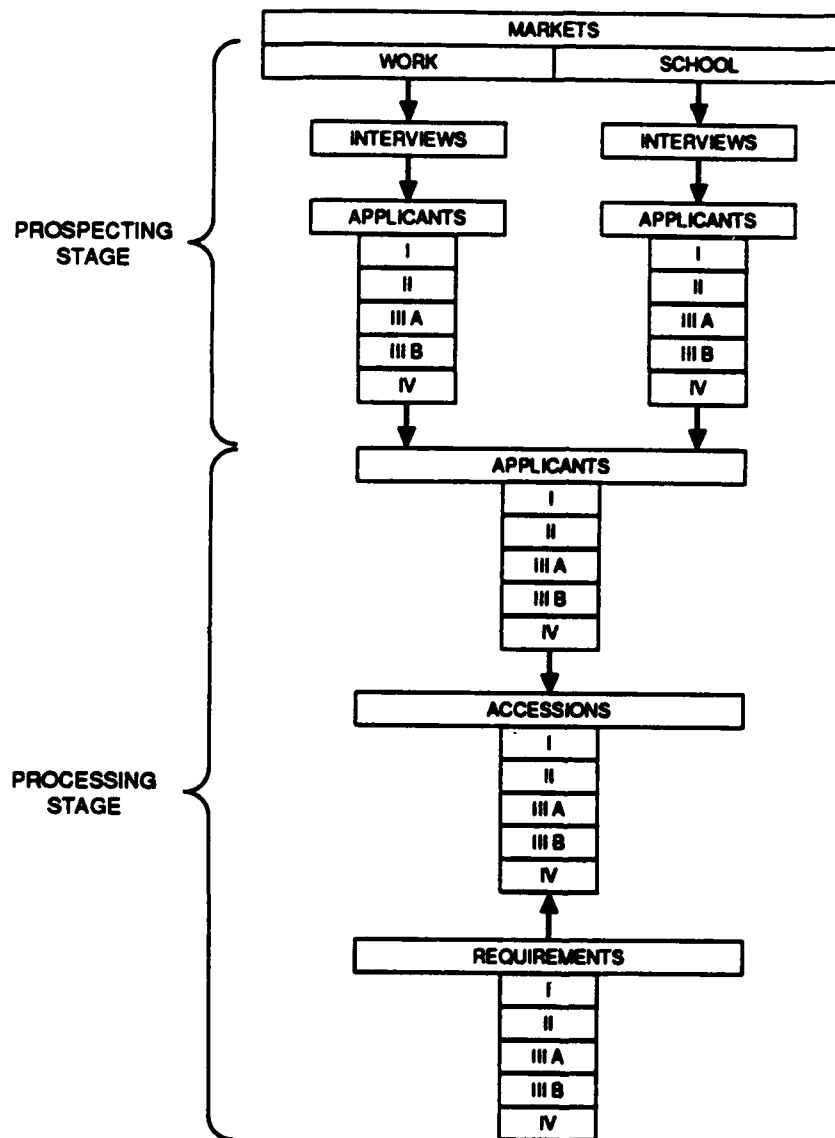 MARKETS
WORK
SCHOOL
INTERVIEWS
INTERVIEWS
APPLICANTS
APPLICANTS
I
I
II
II
III A
III A
III B
III B
IV
IV
PROSPECTING
STAGE
APPLICANTS
I
II
III A
III B
IV
ACCESSIONS
I
II
III A
III B
IV
PROCESSING
STAGE
REQUIREMENTS
I
II
III A
III B
IV